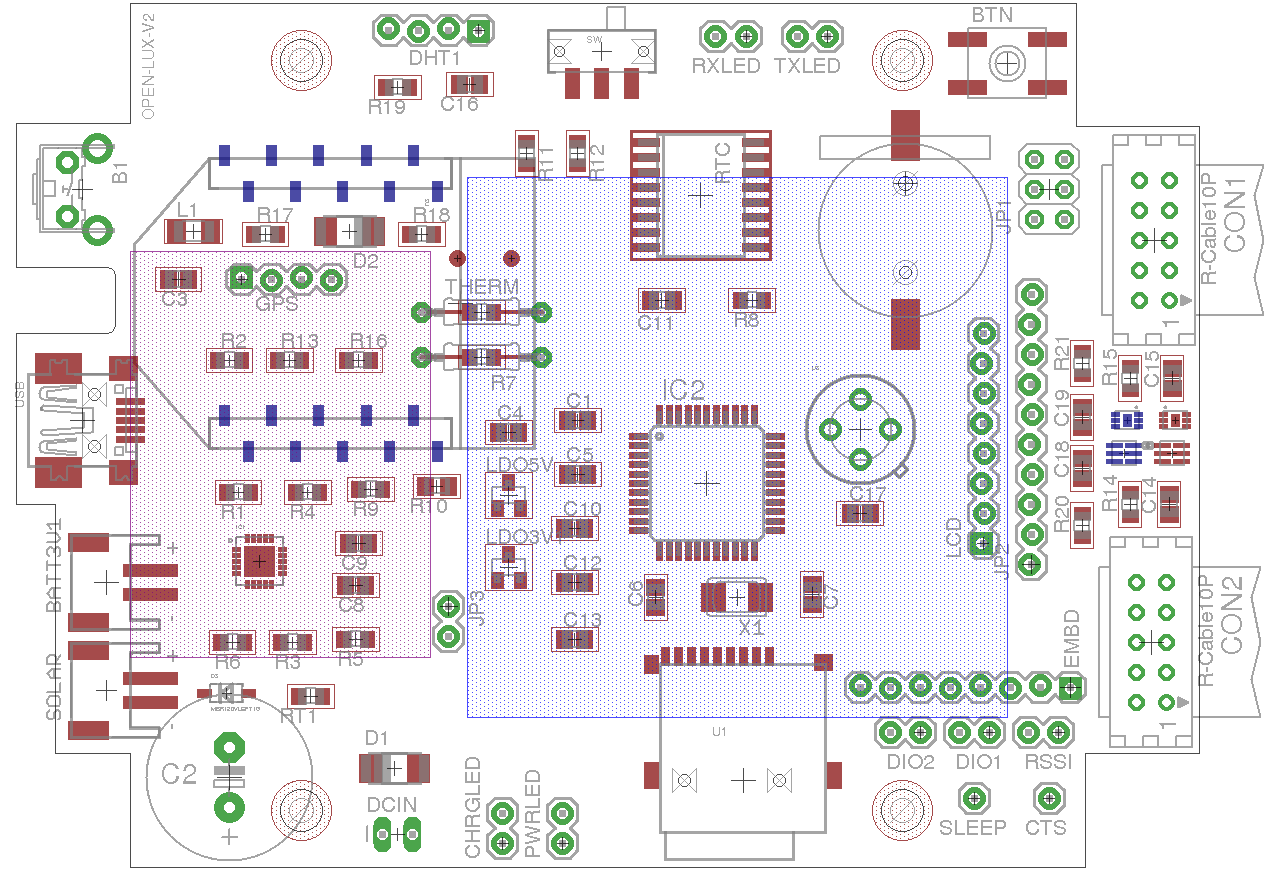 OPEN-LUX-V2
DHT1
SW
RXLED
TXLED
BTN
R19
C16
B1
R11
R12
RTC
JP1
R-Cable10P
CON1
1
L1
R17
D2
R18
C3
GPS
THERM
C11
R8
R2
R13
R16
R7
R21
R15
C15
USB
IC2
C4
C1
C19
LDO5V
C5
C18
R1
R4
R9
R10
C10
C17
LCD
R20
R14
C14
BATT3U1
+
-
C9
LDO3V
C8
C12
JP2
C6
X1
C7
JP3
R-Cable10P
CON2
1
SOLAR
+
-
R6
R3
R5
C13
EMBD
D3
MBR120VLSFT1G
RT1
U1
DIO2
DIO1
RSSI
C2
+
D1
DCIN
CHRGLED
PWRLED
SLEEP
CTS